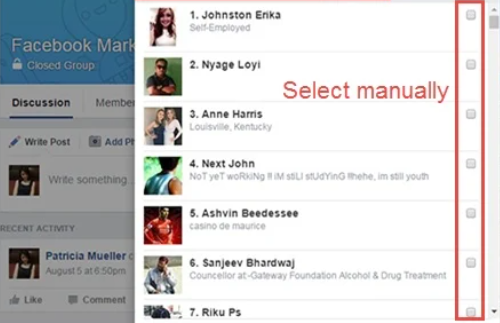 Facebook Mark
Closed Group
Discussion
Member
Write Post
Add Ph
Write something...
RECENT ACTIVITY
Patricia Mueller
August 5 at 6:50pm
Like
Comment
1. Johnston Erika
Self-Employed
2. Nyage Loyi
Select manually
3. Anne Harris
Louisville, Kentucky
4. Next John
NoT yeT woRkiNg !! iM stiLl stUdYinG !!hehe, im still youth
5. Ashvin Beedessee
casino de maurice
6. Sanjeev Bhardwaj
Councellor at-Gateway Foundation Alcohol & Drug Treatment
7. Riku Ps